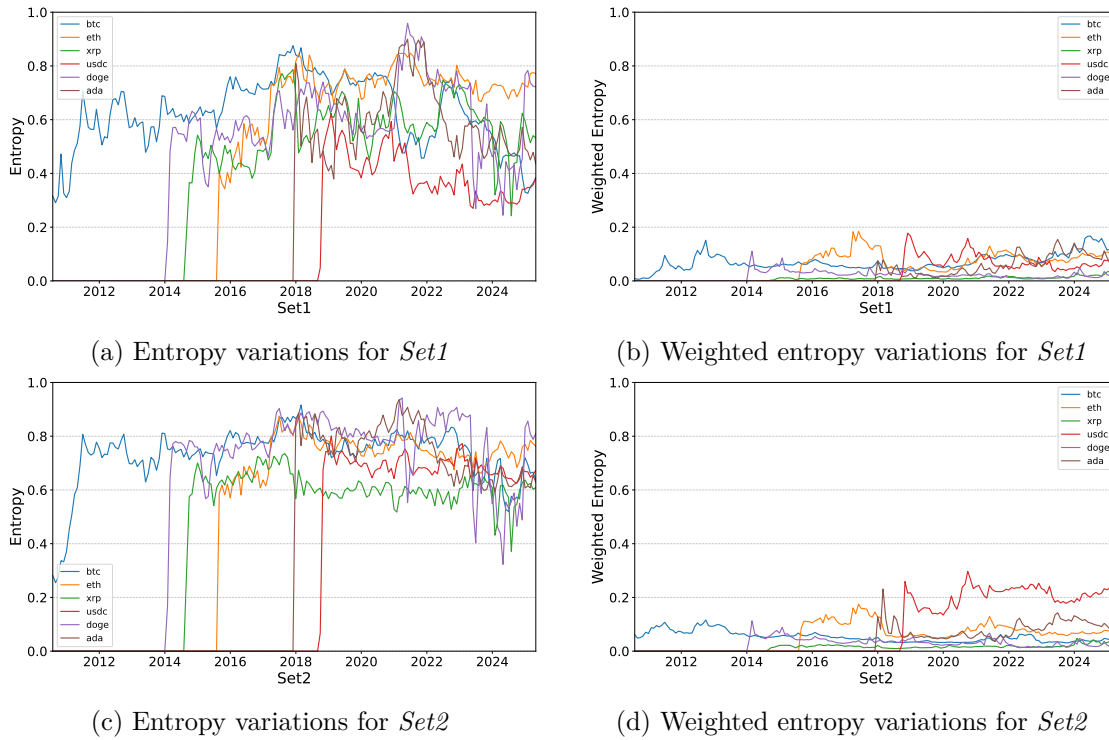 1.0
0.8
0.6
0.4
0.2
0.0
Entropy
btc
eth
xrp
usdc
doge
ada
2012 2014 2016 2018 2020 2022 2024
Set1
(a) Entropy variations for Set1
1.0
0.8
0.6
0.4
0.2
0.0
Weighted Entropy
btc
eth
xrp
usdc
doge
ada
2012 2014 2016 2018 2020 2022 2024
Set1
(b) Weighted entropy variations for Set1
1.0
0.8
0.6
0.4
0.2
0.0
Entropy
btc
eth
xrp
usdc
doge
ada
2012 2014 2016 2018 2020 2022 2024
Set2
(c) Entropy variations for Set2
1.0
0.8
0.6
0.4
0.2
0.0
Weighted Entropy
btc
eth
xrp
usdc
doge
ada
2012 2014 2016 2018 2020 2022 2024
Set2
(d) Weighted entropy variations for Set2